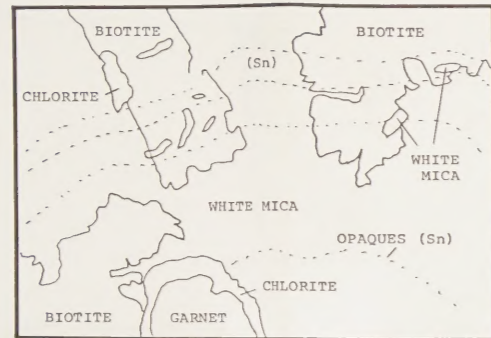 BIOTITE
BIOTITE
(Sn)
CHLORITE
WHITE
MICA
WHITE MICA
OPAQUES (Sn)
CHLORITE
BIOTITE
GARNET